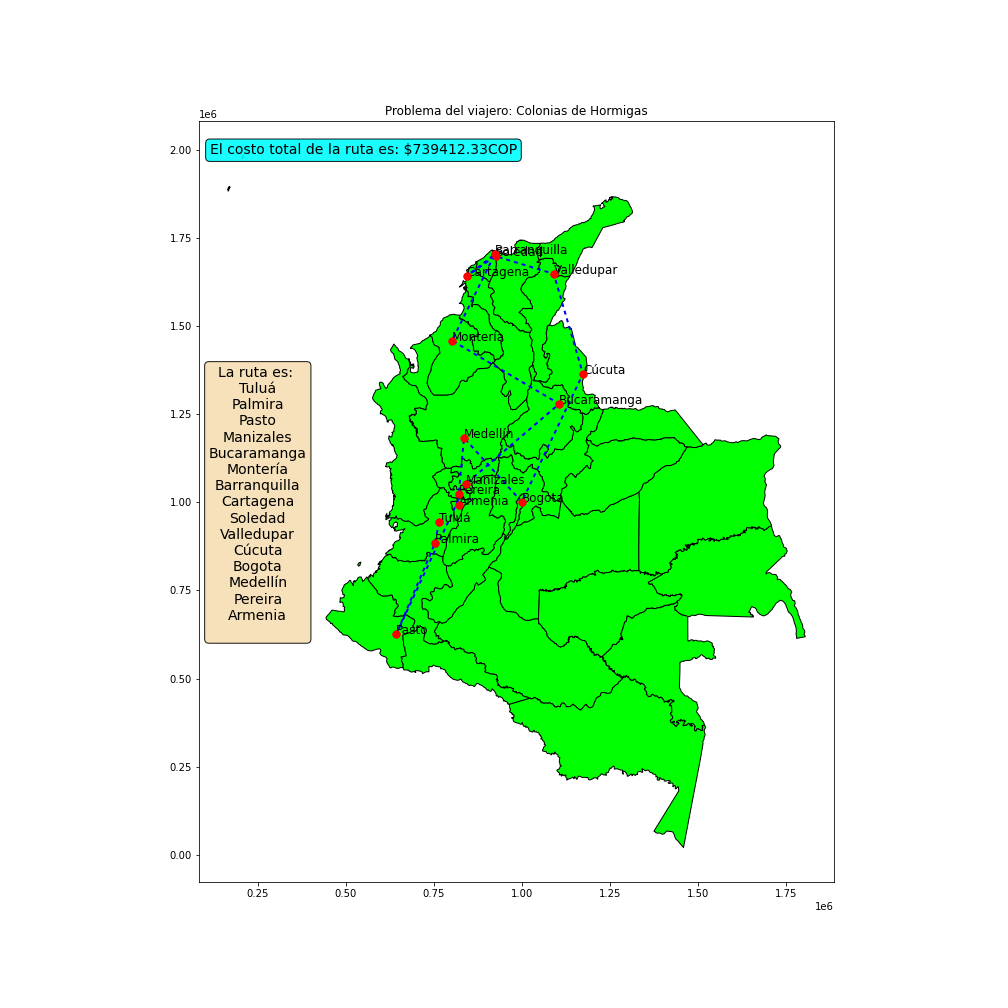 Problema del viajero: Colonias de Hormigas
1e6
El costo total de la ruta es: $739412.33COP
2.00
1.75
1.50
1.25
1.00
0.75
0.50
0.25
0.00
Barranquilla
Soledad
Cartagena
Valledupar
Montería
Cúcuta
Bucaramanga
Medellín
Manizales
Pereira
Armenia
Bogota
Tuluá
Palmira
Pasto
La ruta es:
Tuluá
Palmira
Pasto
Manizales
Bucaramanga
Montería
Barranquilla
Cartagena
Soledad
Valledupar
Cúcuta
Bogota
Medellín
Pereira
Armenia
0.25 0.50 0.75 1.00 1.25 1.50 1.75
1e6